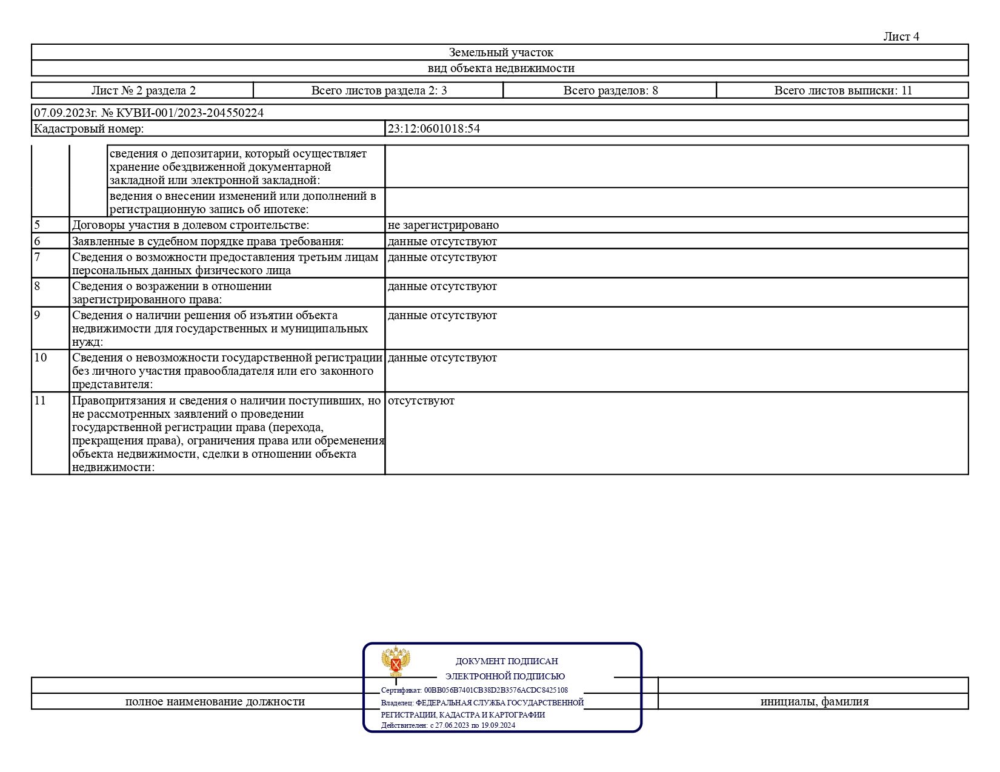 Лист 4
Земельный участок
вид объекта недвижимости
Лист № 2 раздела 2
Всего листов раздела 2: 3
Всего разделов: 8
Всего листов выписки: 11
07.09.2023г. № КУВИ-001/2023-204550224
Кадастровый номер:
23:12:0601018:54
сведения о депозитарии, который осуществляет
хранение обездвиженной документарной
закладной или электронной закладной:
ведения о внесении изменений или дополнений в
регистрационную запись об ипотеке:
5
Договоры участия в долевом строительстве:
не зарегистрировано
6
Заявленные в судебном порядке права требования:
данные отсутствуют
7
Сведения о возможности предоставления третьим лицам
персональных данных физического лица
данные отсутствуют
8
Сведения о возражении в отношении
зарегистрированного права:
данные отсутствуют
9
Сведения о наличии решения об изъятии объекта
недвижимости для государственных и муниципальных
нужд:
данные отсутствуют
10
Сведения о невозможности государственной регистрации
без личного участия правообладателя или его законного
представителя:
данные отсутствуют
11
Правопритязания и сведения о наличии поступивших, но
не рассмотренных заявлений о проведении
государственной регистрации права (перехода,
прекращения права), ограничения права или обременения
объекта недвижимости, сделки в отношении объекта
недвижимости:
отсутствуют
ДОКУМЕНТ ПОДПИСАН
ЭЛЕКТРОННОЙ ПОДПИСЬЮ
Сертификат: 00BB056B7401CB38D2B3576ACDC8425108
Владелец: ФЕДЕРАЛЬНАЯ СЛУЖБА ГОСУДАРСТВЕННОЙ
РЕГИСТРАЦИИ, КАДАСТРА И КАРТОГРАФИИ
Действителен: с 27.06.2023 по 19.09.2024
полное наименование должности
инициалы, фамилия